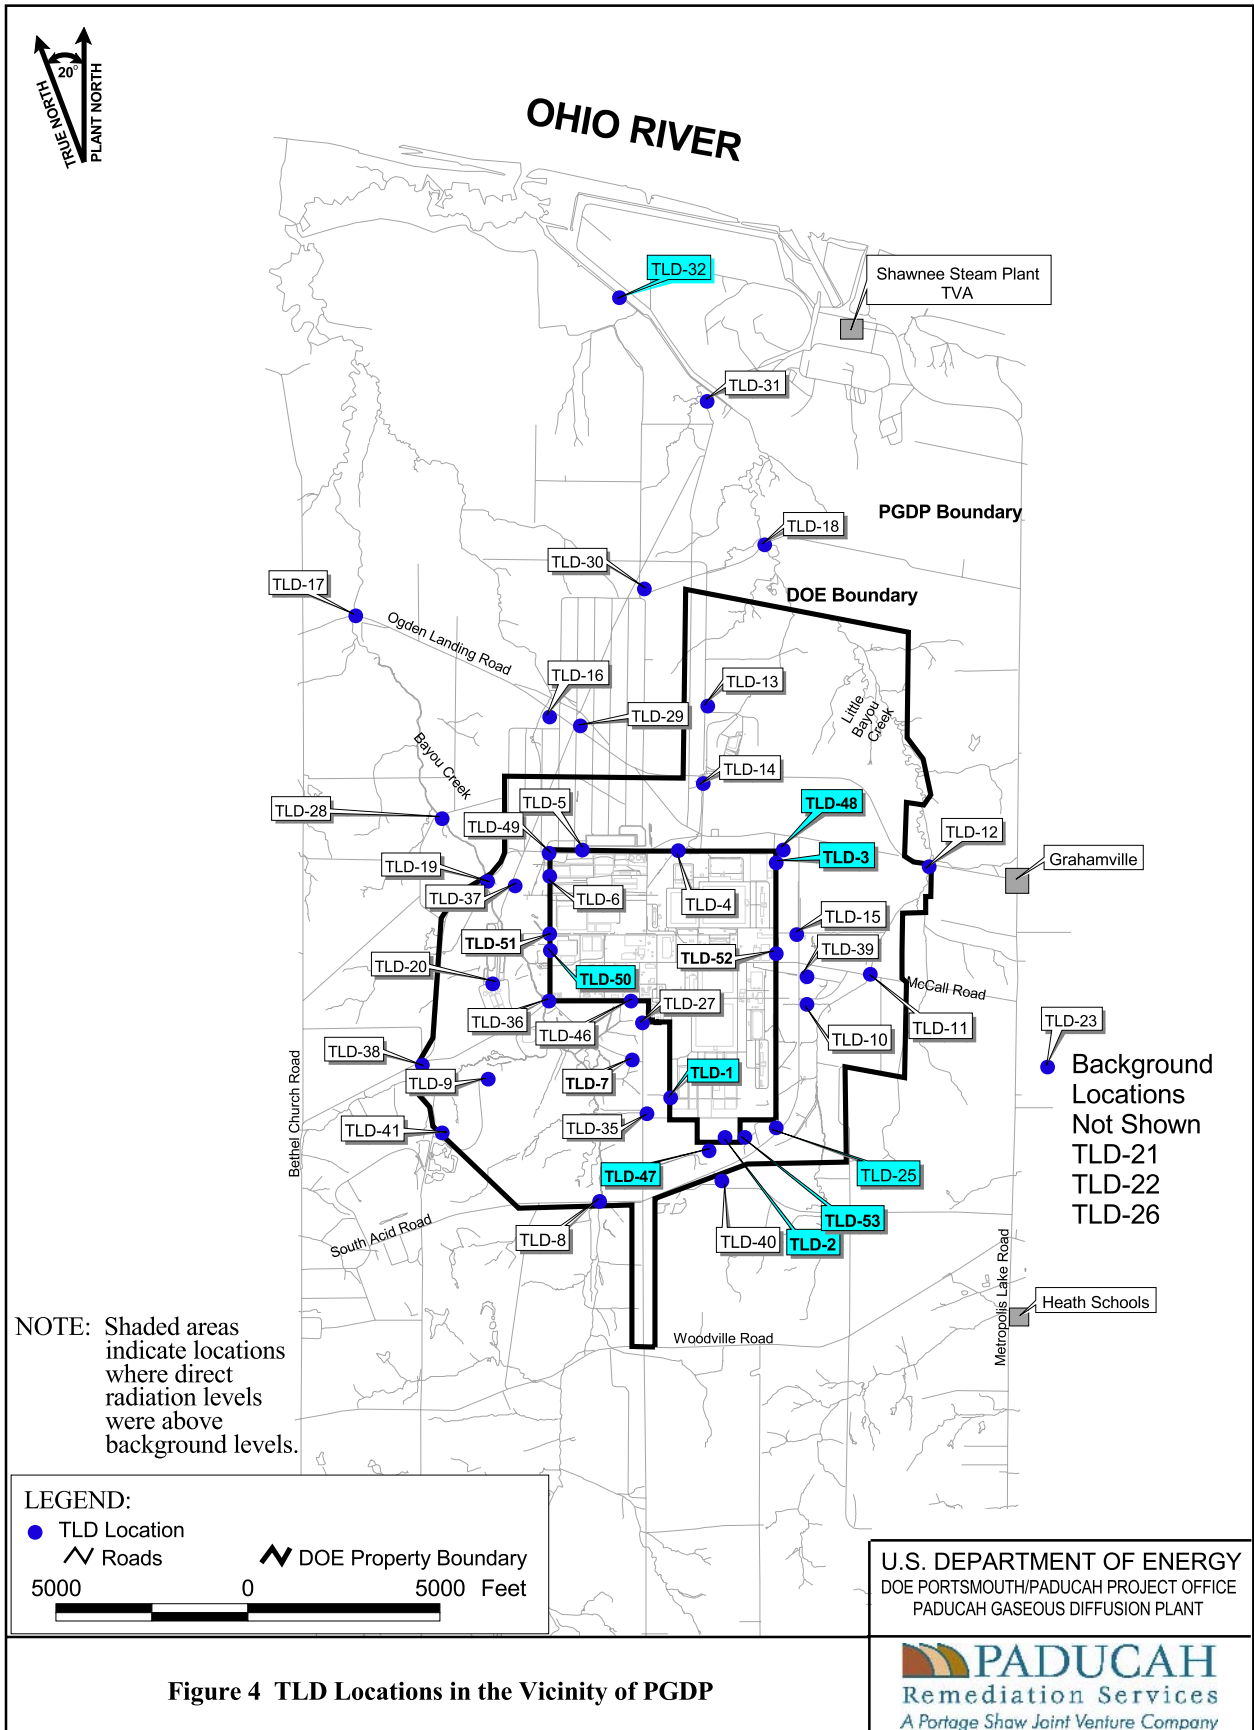 20°
TRUE NORTH
PLANT NORTH
OHIO RIVER
TLD-32
Shawnee Steam Plant
TVA
TLD-31
PGDP Boundary
TLD-18
TLD-30
TLD-17
DOE Boundary
Ogden Landing Road
TLD-16
TLD-13
TLD-29
Little
Bayou
Creek
Bayou Creek
TLD-14
TLD-28
TLD-5
TLD-48
TLD-49
TLD-12
TLD-3
Grahamville
TLD-19
TLD-37
TLD-6
TLD-4
TLD-15
TLD-51
TLD-52
TLD-39
TLD-20
TLD-50
McCall Road
TLD-27
TLD-36
TLD-46
TLD-10
TLD-11
TLD-23
TLD-38
TLD-9
TLD-7
TLD-1
Background
Locations
Not Shown
TLD-21
TLD-22
TLD-26
Bethel Church Road
TLD-41
TLD-35
TLD-47
TLD-25
South Acid Road
TLD-8
TLD-40
TLD-53
TLD-2
Metropolis Lake Road
Heath Schools
Woodville Road
NOTE: Shaded areas
indicate locations
where direct
radiation levels
were above
background levels.
LEGEND:
TLD Location
Roads
DOE Property Boundary
5000 0 5000 Feet
U.S. DEPARTMENT OF ENERGY
DOE PORTSMOUTH/PADUCAH PROJECT OFFICE
PADUCAH GASEOUS DIFFUSION PLANT
Figure 4 TLD Locations in the Vicinity of PGDP
PADUCAH
Remediation Services
A Portage Shaw Joint Venture Company